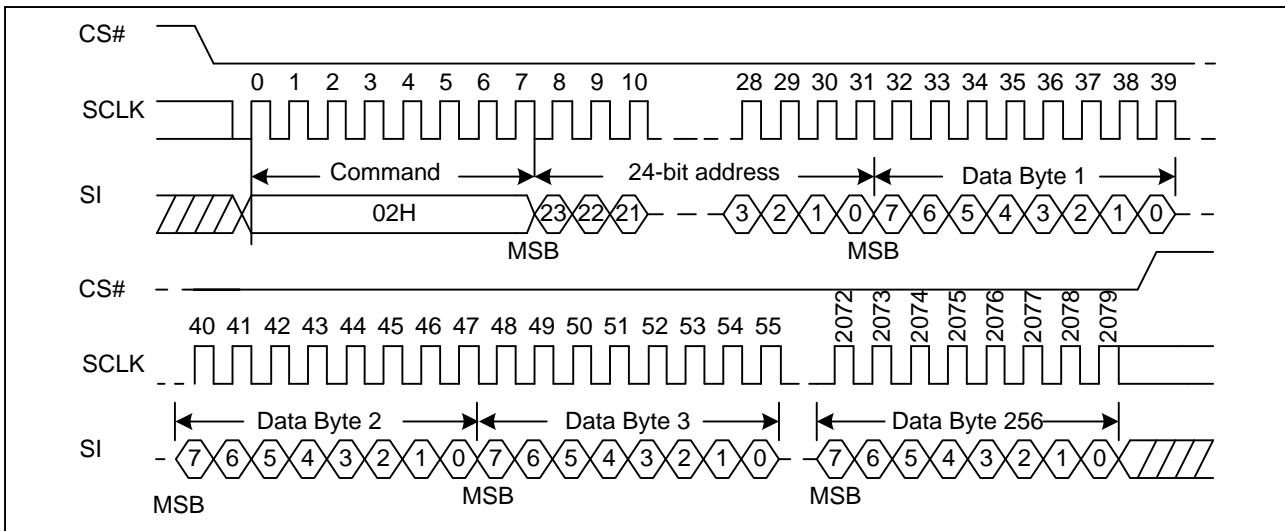 CS#
0 1 2 3 4 5 6 7 8 9 10 28 29 30 31 32 33 34 35 36 37 38 39
SCLK
Command 24-bit address Data Byte 1
SI
02H 23 22 21 3 2 1 0 7 6 5 4 3 2 1 0
MSB MSB
CS#
40 41 42 43 44 45 46 47 48 49 50 51 52 53 54 55 2072 2073 2074 2075 2076 2077 2078 2079
SCLK
Data Byte 2 Data Byte 3 Data Byte 256
SI
7 6 5 4 3 2 1 0 7 6 5 4 3 2 1 0 7 6 5 4 3 2 1 0
MSB MSB MSB